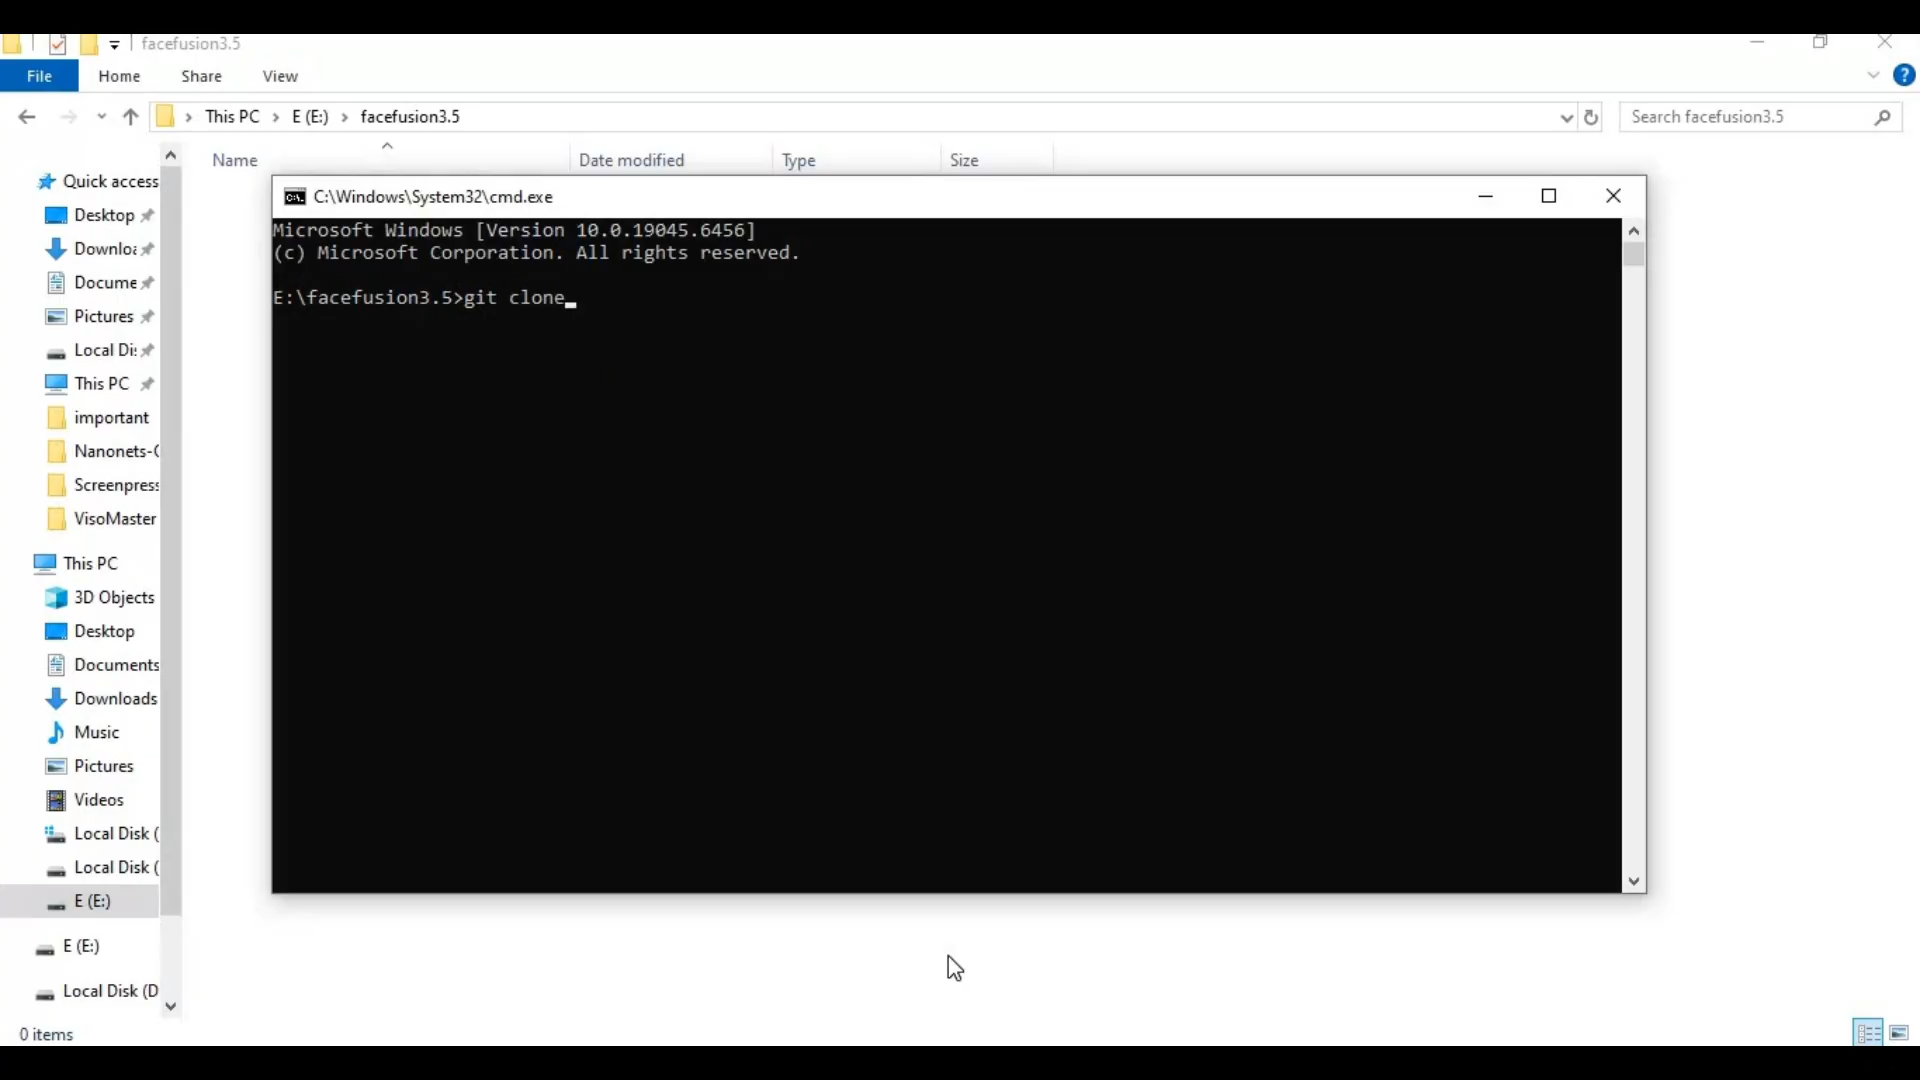 facefusion3.5
File Home Share View
This PC E (E:) facefusion3.5
Search facefusion3.5
Name Date modified Type Size
Quick access
Desktop
Downloa
Docume
Pictures
Local Dis
This PC
important
Nanonets-O
Screenpress
VisoMaster
This PC
3D Objects
Desktop
Documents
Downloads
Music
Pictures
Videos
Local Disk (
Local Disk (
E (E:)
E (E:)
Local Disk (D
0 items
C:\Windows\System32\cmd.exe
Microsoft Windows [Version 10.0.19045.6456]
(c) Microsoft Corporation. All rights reserved.
E:\facefusion3.5>git clone